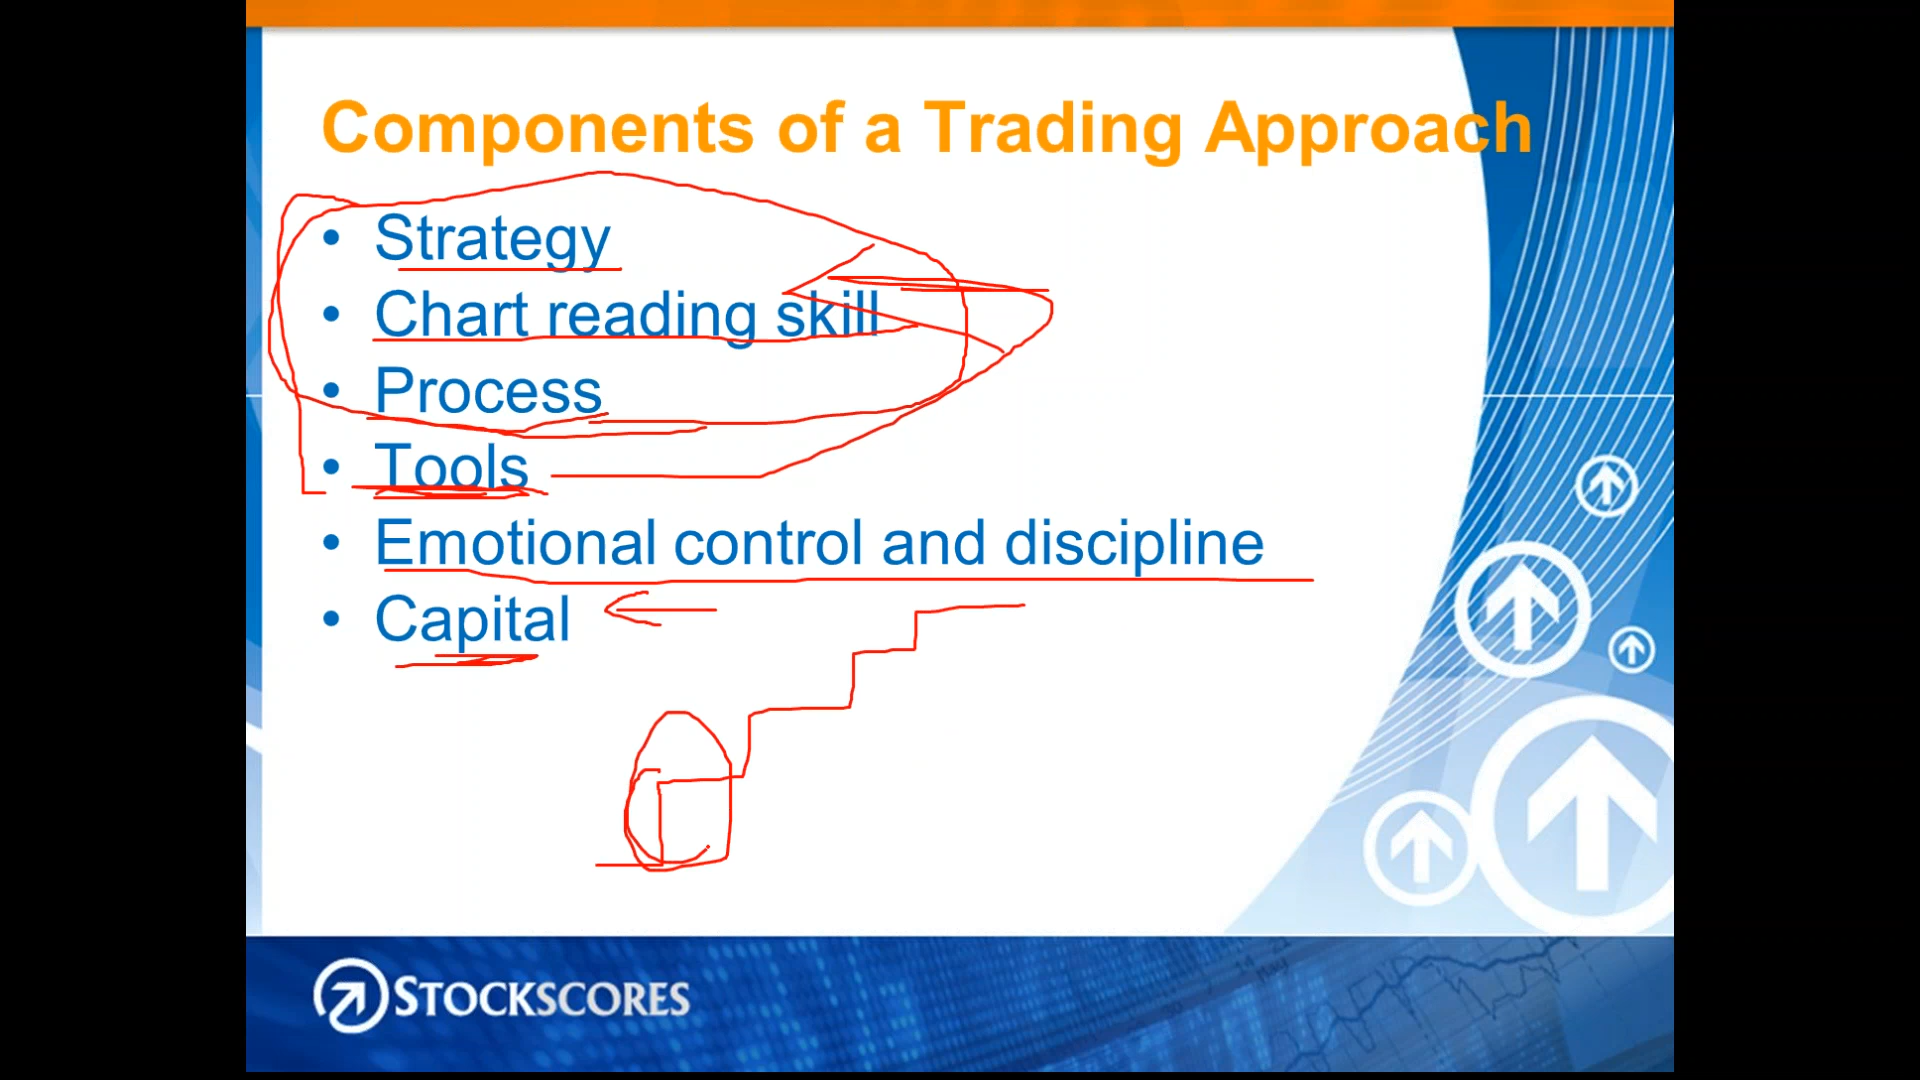 Components of a Trading Approach
• Strategy
• Chart reading skill
• Process
• Tools
• Emotional control and discipline
• Capital
STOCKSCORES